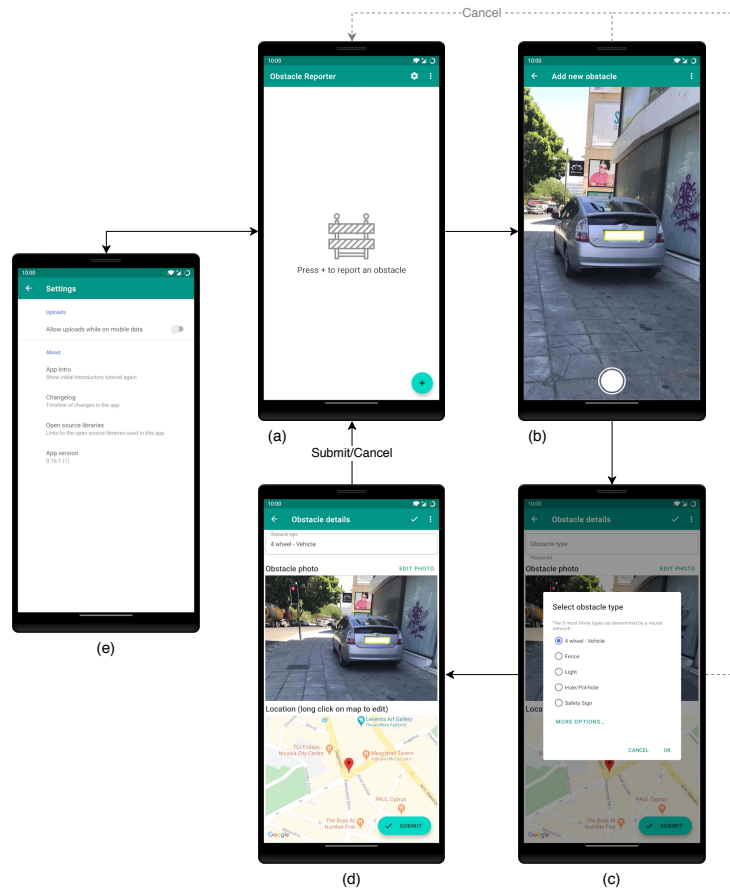 Cancel
10:00
Obstacle Reporter
Press + to report an obstacle
+
(a)
10:00
Add new obstacle
(b)
Submit/Cancel
10:00
Settings
Uploads
Allow uploads while on mobile data
About
App Intro
Show initial introductory tutorial again
Changelog
Timeline of changes in the app
Open source libraries
Links to the open source libraries used in this app
App version
0.16.1 (1)
(e)
10:00
Obstacle details
Obstacle type
4 wheel - Vehicle
Obstacle photo
EDIT PHOTO
Location (long click on map to edit)
Leventis Art Gallery
TGI Fridays -
Nicosia City Centre
Mezostrati Tavern
PAUL Cyprus
The Boys At
Number Five
Google
SUBMIT
(d)
10:00
Obstacle details
Obstacle type
*Required
Obstacle photo
EDIT PHOTO
Select obstacle type
The 5 most likely types as determined by a neural
network:
4 wheel - Vehicle
Fence
Light
Hole/Pot-hole
Safety Sign
MORE OPTIONS...
CANCEL
OK
Loca
PAUL Cyprus
The Boys At
Number Five
Google
SUBMIT
(c)